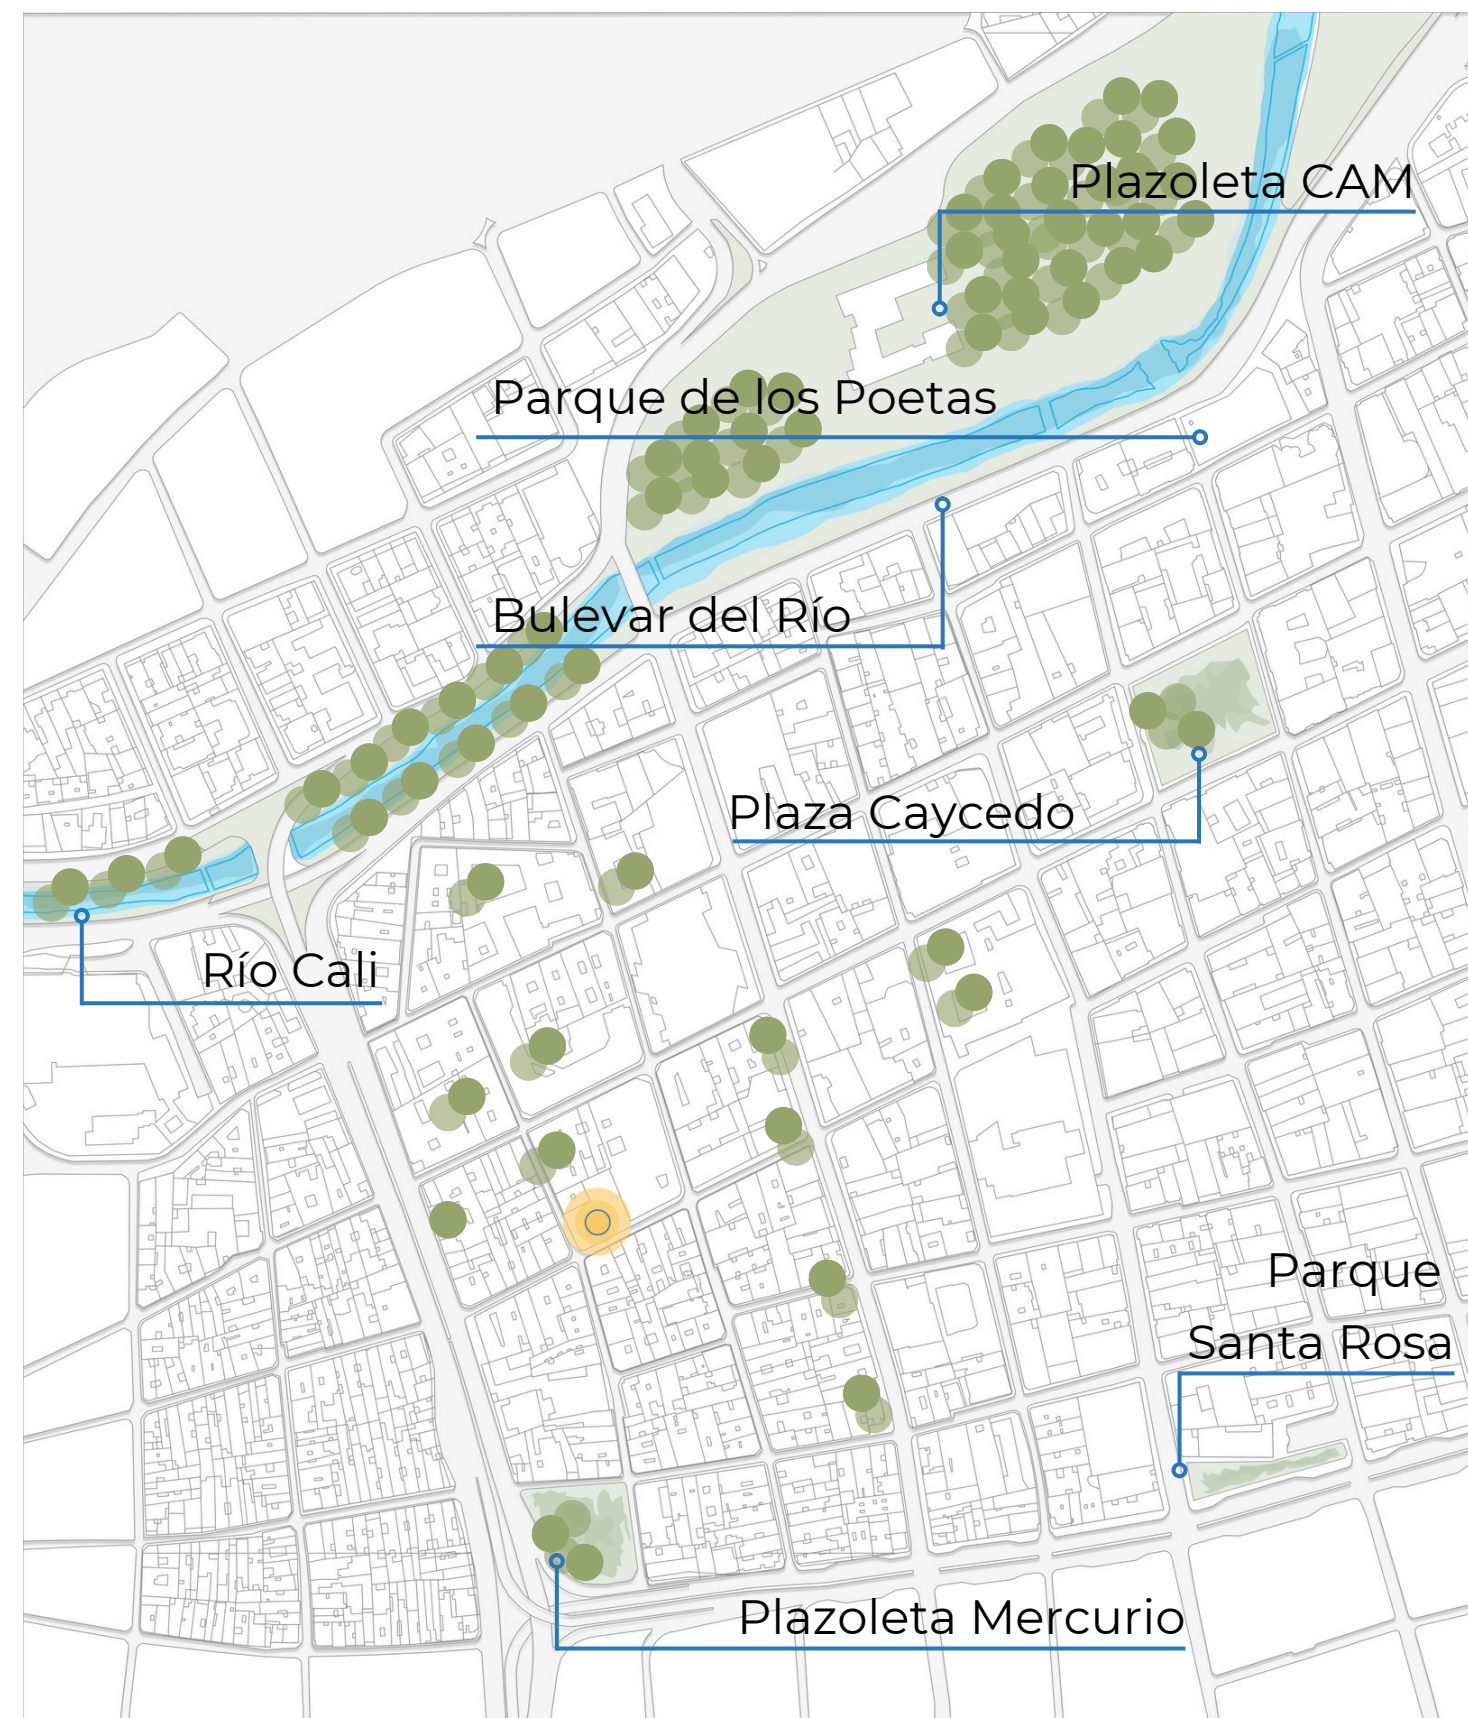 Plazoleta CAM
Parque de los Poetas
Bulevar del Río
Plaza Caycedo
Río Cali
Parque
Santa Rosa
Plazoleta Mercurio